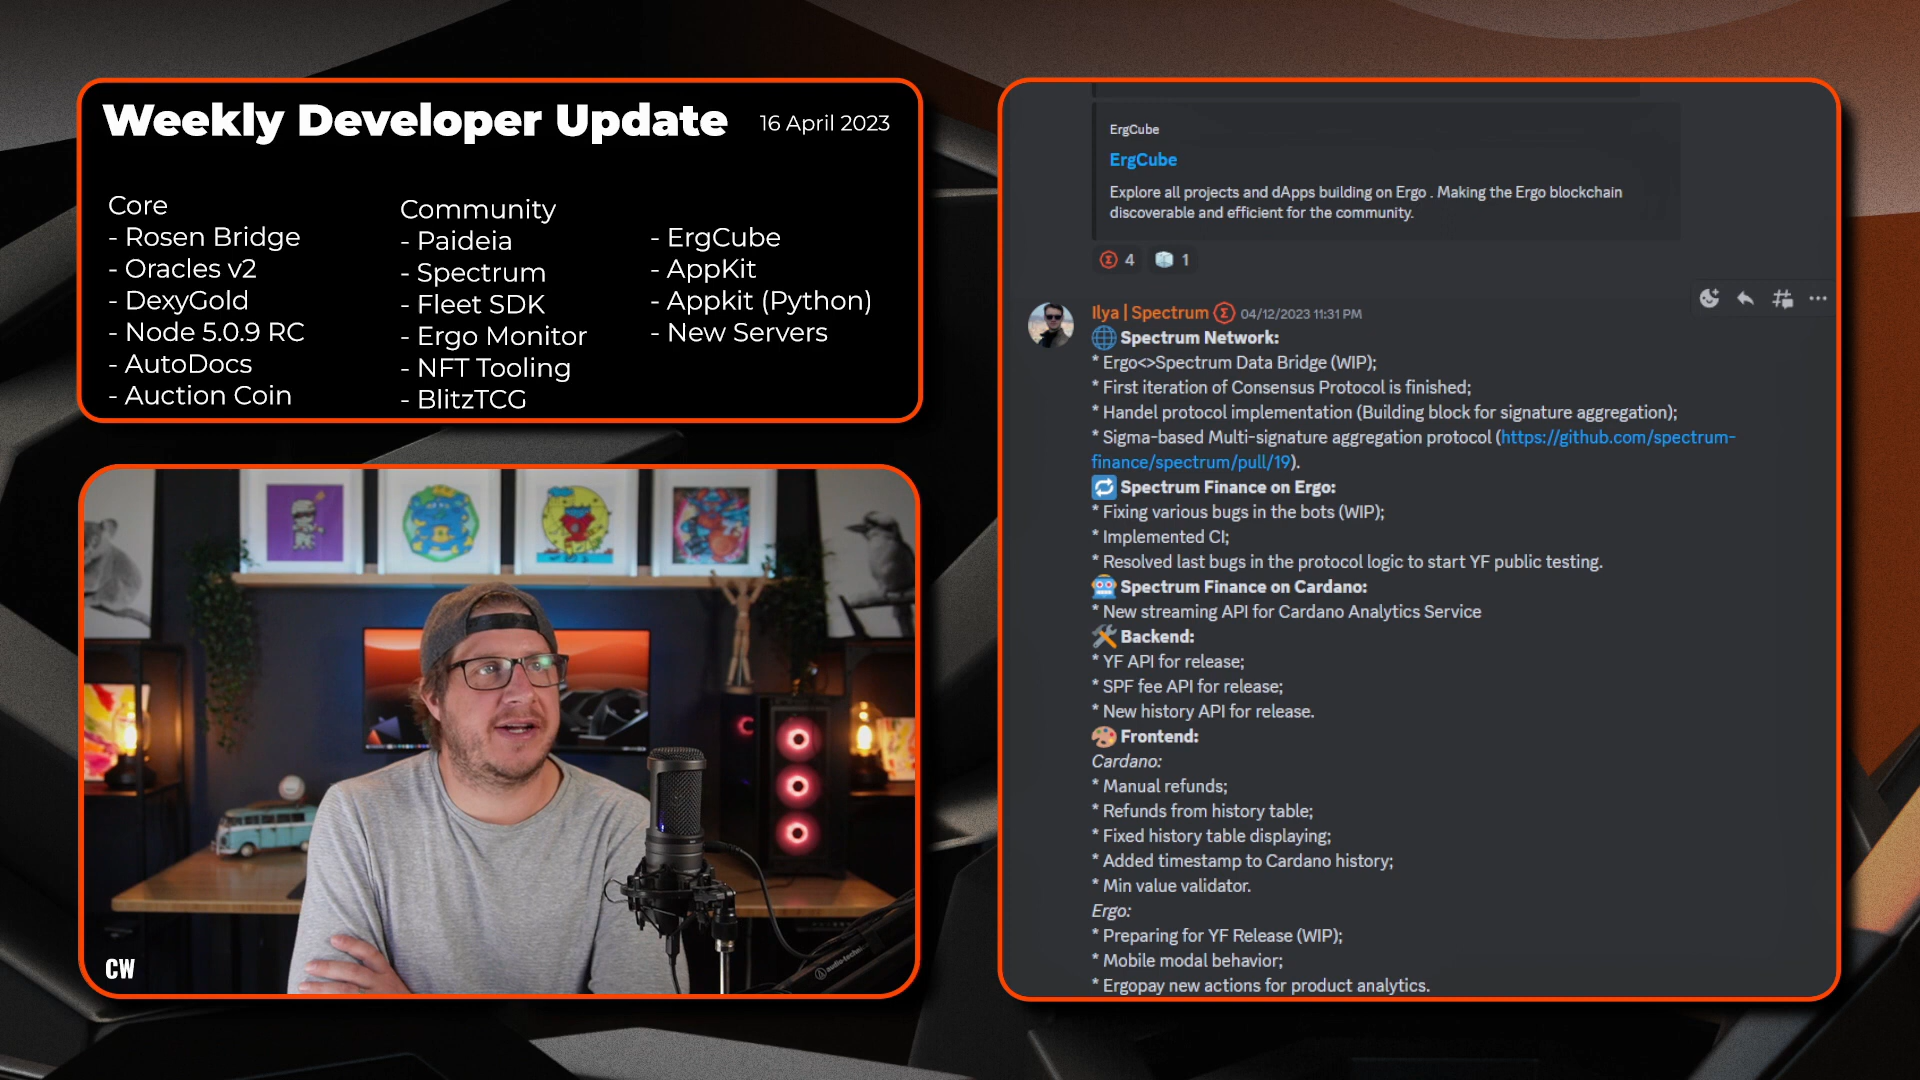 Weekly Developer Update
16 April 2023
Core
- Rosen Bridge
- Oracles v2
- DexyGold
- Node 5.0.9 RC
- AutoDocs
- Auction Coin
Community
- Paideia
- Spectrum
- Fleet SDK
- Ergo Monitor
- NFT Tooling
- BlitzTCG
- ErgCube
- AppKit
- Appkit (Python)
- New Servers
CW
audio-technica
ErgCube
ErgCube
Explore all projects and dApps building on Ergo . Making the Ergo blockchain
discoverable and efficient for the community.
4 1
Ilya | Spectrum 04/12/2023 11:31 PM
Spectrum Network:
* Ergo<>Spectrum Data Bridge (WIP);
* First iteration of Consensus Protocol is finished;
* Handel protocol implementation (Building block for signature aggregation);
* Sigma-based Multi-signature aggregation protocol (https://github.com/spectrum-
finance/spectrum/pull/19).
Spectrum Finance on Ergo:
* Fixing various bugs in the bots (WIP);
* Implemented CI;
* Resolved last bugs in the protocol logic to start YF public testing.
Spectrum Finance on Cardano:
* New streaming API for Cardano Analytics Service
Backend:
* YF API for release;
* SPF fee API for release;
* New history API for release.
Frontend:
Cardano:
* Manual refunds;
* Refunds from history table;
* Fixed history table displaying;
* Added timestamp to Cardano history;
* Min value validator.
Ergo:
* Preparing for YF Release (WIP);
* Mobile modal behavior;
* Ergopay new actions for product analytics.